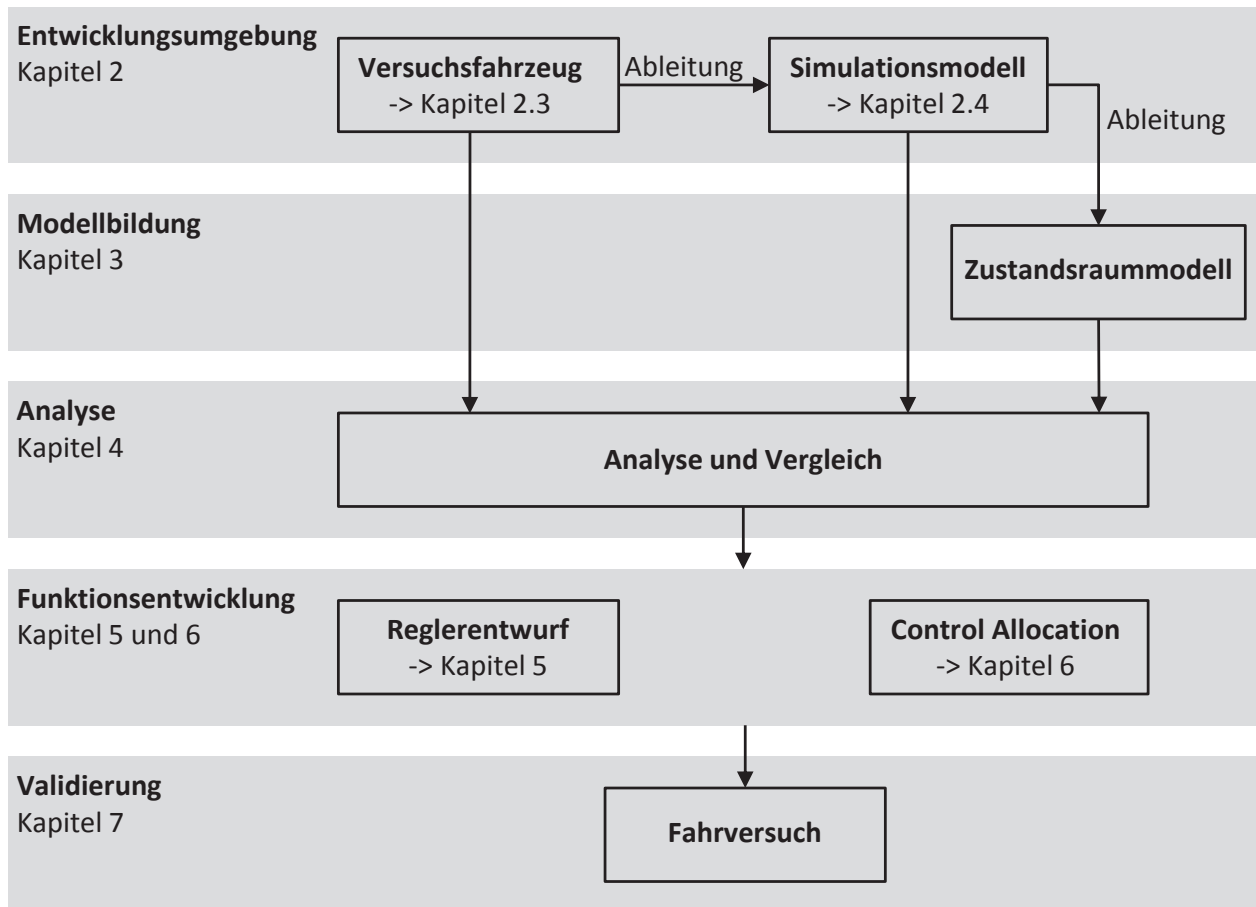 Entwicklungsumgebung
Kapitel 2
Versuchsfahrzeug
-> Kapitel 2.3
Ableitung
Simulationsmodell
-> Kapitel 2.4
Ableitung
Modellbildung
Kapitel 3
Zustandsraummodell
Analyse
Kapitel 4
Analyse und Vergleich
Funktionsentwicklung
Kapitel 5 und 6
Reglerentwurf
-> Kapitel 5
Control Allocation
-> Kapitel 6
Validierung
Kapitel 7
Fahrversuch